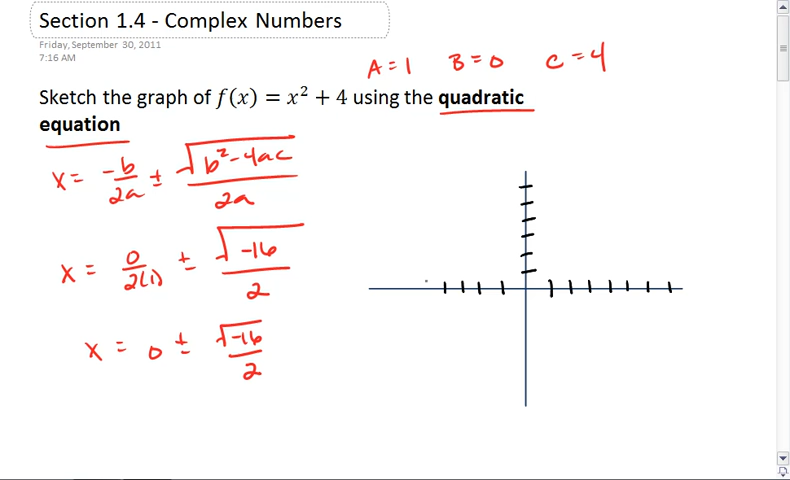 Section 1.4 - Complex Numbers
Friday, September 30, 2011
7:16 AM
A = 1 B = 0 C = 4
Sketch the graph of f(x) = x² + 4 using the quadratic
equation
x = -b/2a ± √(b² - 4ac)/2a
x = 0/2(1) ± √-16/2
x = 0 ± √-16/2